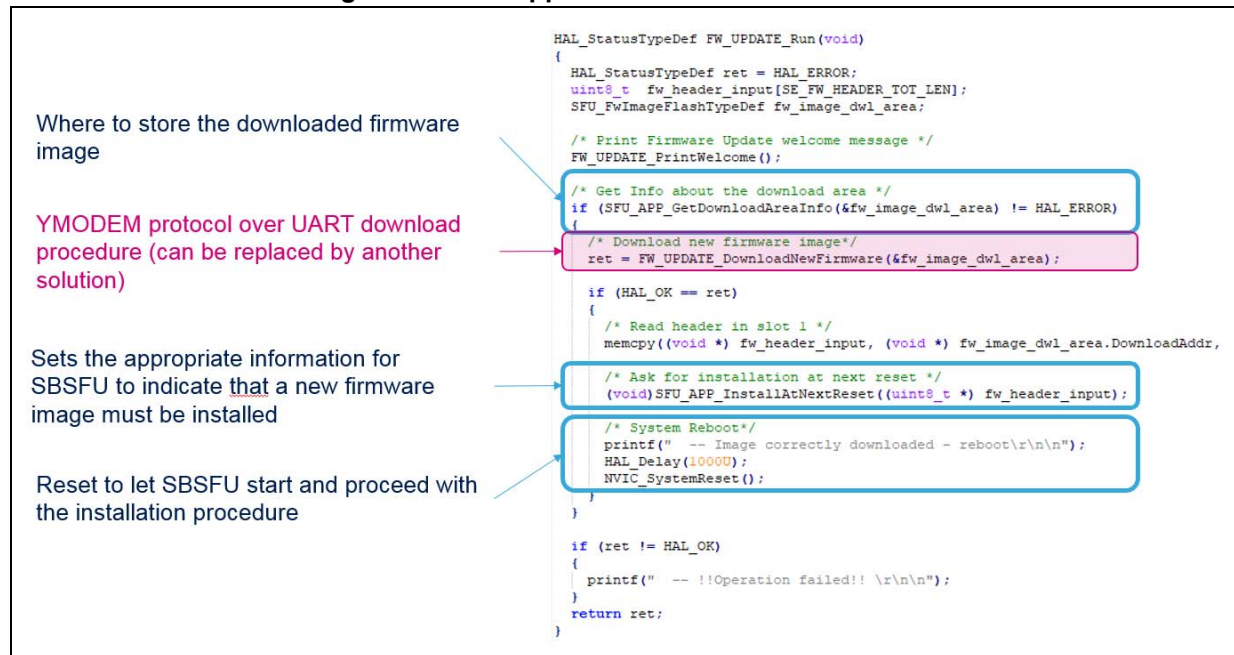 Where to store the downloaded firmware
image
YMODEM protocol over UART download
procedure (can be replaced by another
solution)
Sets the appropriate information for
SBSFU to indicate that a new firmware
image must be installed
Reset to let SBSFU start and proceed with
the installation procedure
HAL_StatusTypeDef FW_UPDATE_Run(void)
{
HAL_StatusTypeDef ret = HAL_ERROR;
uint8_t  fw_header_input[SE_FW_HEADER_TOT_LEN];
SFU_FwImageFlashTypeDef fw_image_dwl_area;
/* Print Firmware Update welcome message */
FW_UPDATE_PrintWelcome();
/* Get Info about the download area */
if (SFU_APP_GetDownloadAreaInfo(&fw_image_dwl_area) != HAL_ERROR)
{
/* Download new firmware image*/
ret = FW_UPDATE_DownloadNewFirmware(&fw_image_dwl_area);
if (HAL_OK == ret)
{
/* Read header in slot 1 */
memcpy((void *) fw_header_input, (void *) fw_image_dwl_area.DownloadAddr,
/* Ask for installation at next reset */
(void)SFU_APP_InstallAtNextReset((uint8_t *) fw_header_input);
/* System Reboot*/
printf("  -- Image correctly downloaded - reboot\r\n\n");
HAL_Delay(1000U);
NVIC_SystemReset();
}
}
if (ret != HAL_OK)
{
printf("  -- !!Operation failed!! \r\n\n");
}
return ret;
}